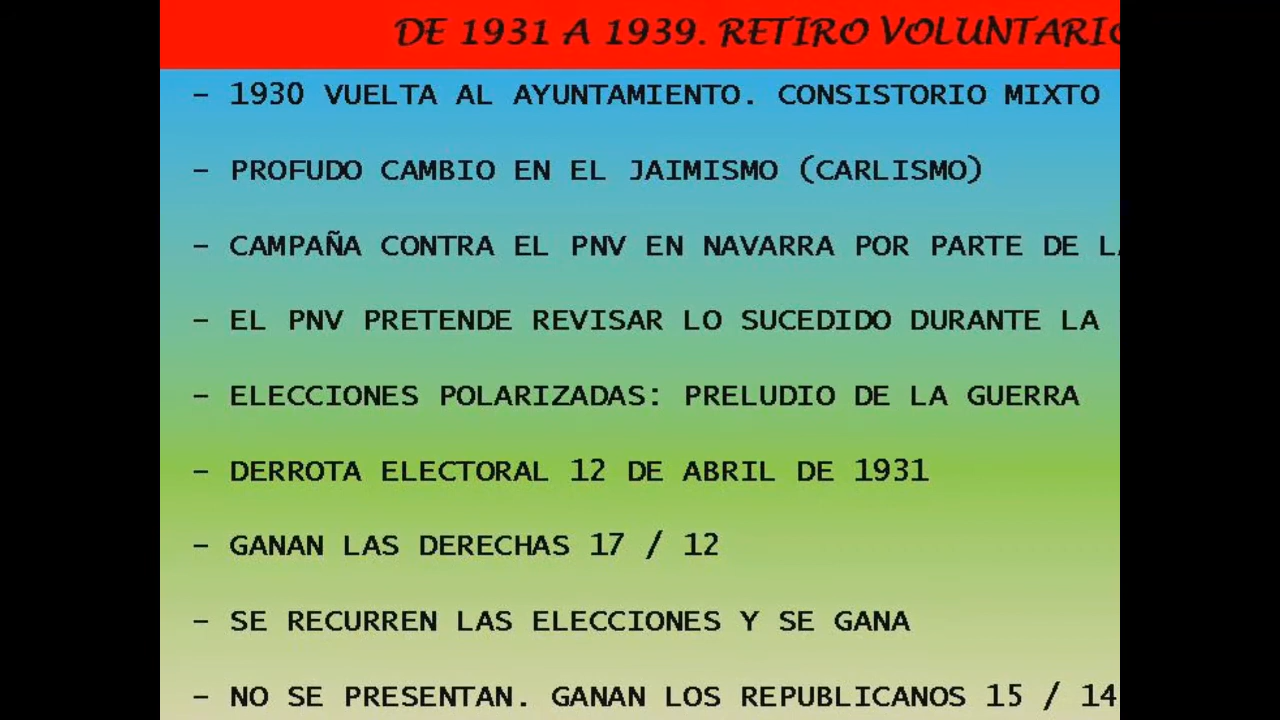 DE 1931 A 1939. RETIRO VOLUNTARIO
- 1930 VUELTA AL AYUNTAMIENTO. CONSISTORIO MIXTO
- PROFUDO CAMBIO EN EL JAIMISMO (CARLISMO)
- CAMPAÑA CONTRA EL PNV EN NAVARRA POR PARTE DE
- EL PNV PRETENDE REVISAR LO SUCEDIDO DURANTE LA
- ELECCIONES POLARIZADAS: PRELUDIO DE LA GUERRA
- DERROTA ELECTORAL 12 DE ABRIL DE 1931
- GANAN LAS DERECHAS 17 / 12
- SE RECURREN LAS ELECCIONES Y SE GANA
- NO SE PRESENTAN. GANAN LOS REPUBLICANOS 15 / 14